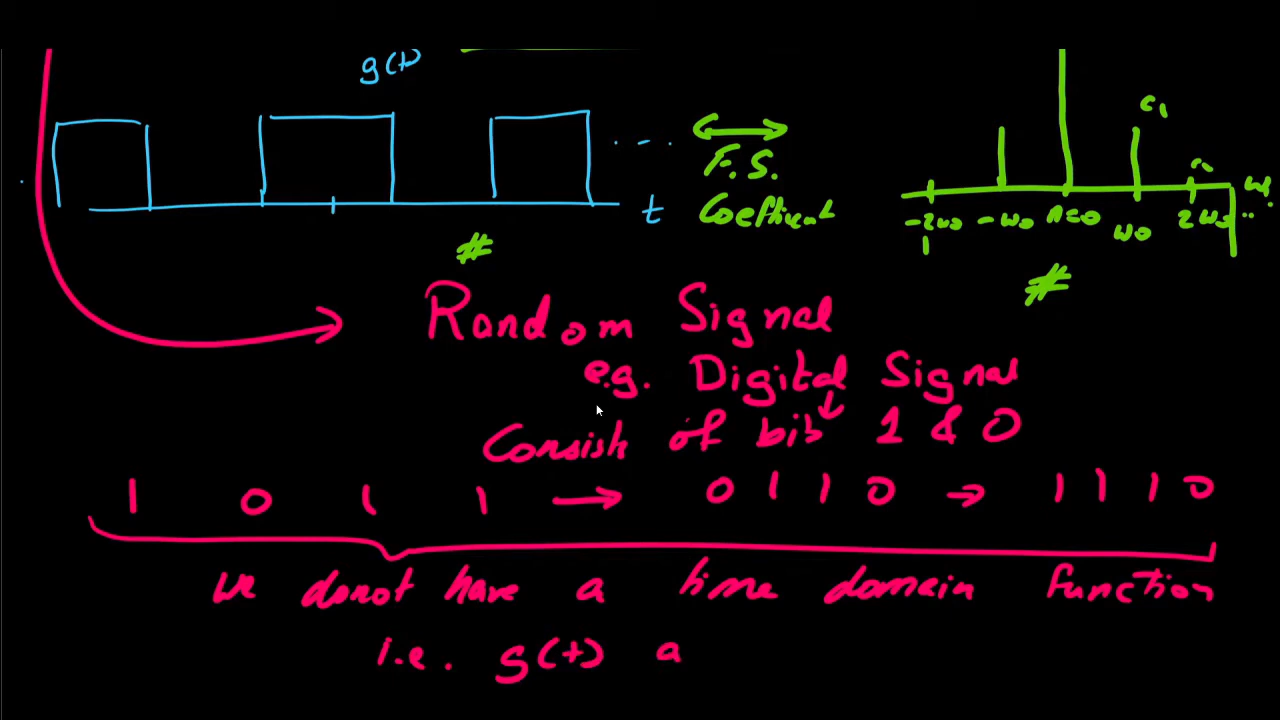 g(t)
C1
F.S.
t
Coefficient
-2ω0 -ω0 n=0 ω0 2ω0
#
#
Random Signal
e.g. Digital Signal
Consist of bits 1 & 0
1 0 1 1 → 0 1 1 0 → 1 1 1 0
we donot have a time domain function
i.e. g(t) a